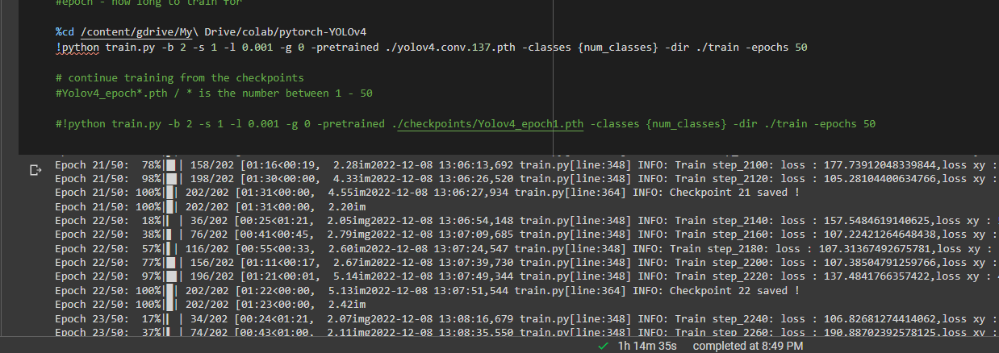 #epoch - how long to train for
%cd /content/gdrive/My\ Drive/colab/pytorch-YOLOv4
!python train.py -b 2 -s 1 -l 0.001 -g 0 -pretrained ./yolov4.conv.137.pth -classes {num_classes} -dir ./train -epochs 50
# continue training from the checkpoints
#Yolov4_epoch*.pth / * is the number between 1 - 50
#!python train.py -b 2 -s 1 -l 0.001 -g 0 -pretrained ./checkpoints/Yolov4_epoch1.pth -classes {num_classes} -dir ./train -epochs 50
Epoch 21/50: 78%|█| 158/202 [01:16<00:19, 2.28im2022-12-08 13:06:13,692 train.py[line:348] INFO: Train step_2100: loss : 177.73912048339844,loss xy :
Epoch 21/50: 98%|█| 198/202 [01:30<00:00, 4.33im2022-12-08 13:06:26,520 train.py[line:348] INFO: Train step_2120: loss : 105.28104400634766,loss xy :
Epoch 21/50: 100%|█| 202/202 [01:31<00:00, 4.55im2022-12-08 13:06:27,934 train.py[line:364] INFO: Checkpoint 21 saved !
Epoch 21/50: 100%|█| 202/202 [01:31<00:00, 2.20im
Epoch 22/50: 18%|▎| 36/202 [00:25<01:21, 2.05img2022-12-08 13:06:54,148 train.py[line:348] INFO: Train step_2140: loss : 157.5484619140625,loss xy :
Epoch 22/50: 38%|▍| 76/202 [00:41<00:45, 2.79img2022-12-08 13:07:09,685 train.py[line:348] INFO: Train step_2160: loss : 107.22421264648438,loss xy :
Epoch 22/50: 57%|▌| 116/202 [00:55<00:33, 2.60im2022-12-08 13:07:24,547 train.py[line:348] INFO: Train step_2180: loss : 107.31367492675781,loss xy :
Epoch 22/50: 77%|█| 156/202 [01:11<00:17, 2.67im2022-12-08 13:07:39,730 train.py[line:348] INFO: Train step_2200: loss : 107.38504791259766,loss xy :
Epoch 22/50: 97%|█| 196/202 [01:21<00:01, 5.14im2022-12-08 13:07:49,344 train.py[line:348] INFO: Train step_2220: loss : 137.4841766357422,loss xy :
Epoch 22/50: 100%|█| 202/202 [01:22<00:00, 5.13im2022-12-08 13:07:51,544 train.py[line:364] INFO: Checkpoint 22 saved !
Epoch 22/50: 100%|█| 202/202 [01:23<00:00, 2.42im
Epoch 23/50: 17%|▎| 34/202 [00:24<01:21, 2.07img2022-12-08 13:08:16,679 train.py[line:348] INFO: Train step_2240: loss : 106.82681274414062,loss xy :
Epoch 23/50: 37%|▍| 74/202 [00:43<01:00, 2.11img2022-12-08 13:08:35,550 train.py[line:348] INFO: Train step_2260: loss : 190.88702392578125,loss xy :
1h 14m 35s completed at 8:49 PM